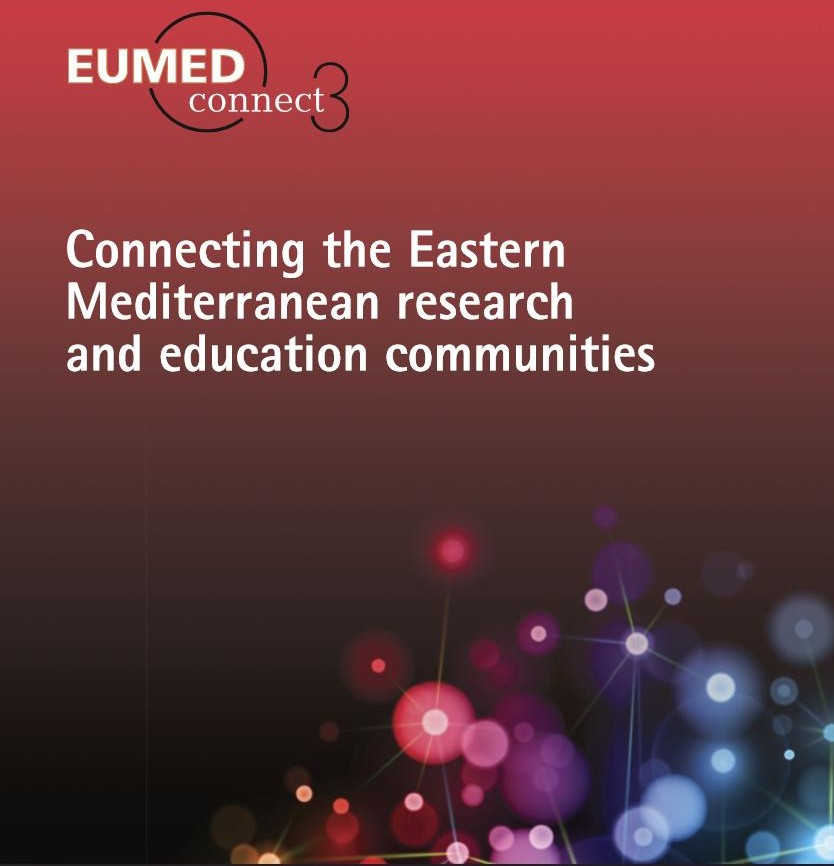 EUMED
connect3
Connecting the Eastern
Mediterranean research
and education communities